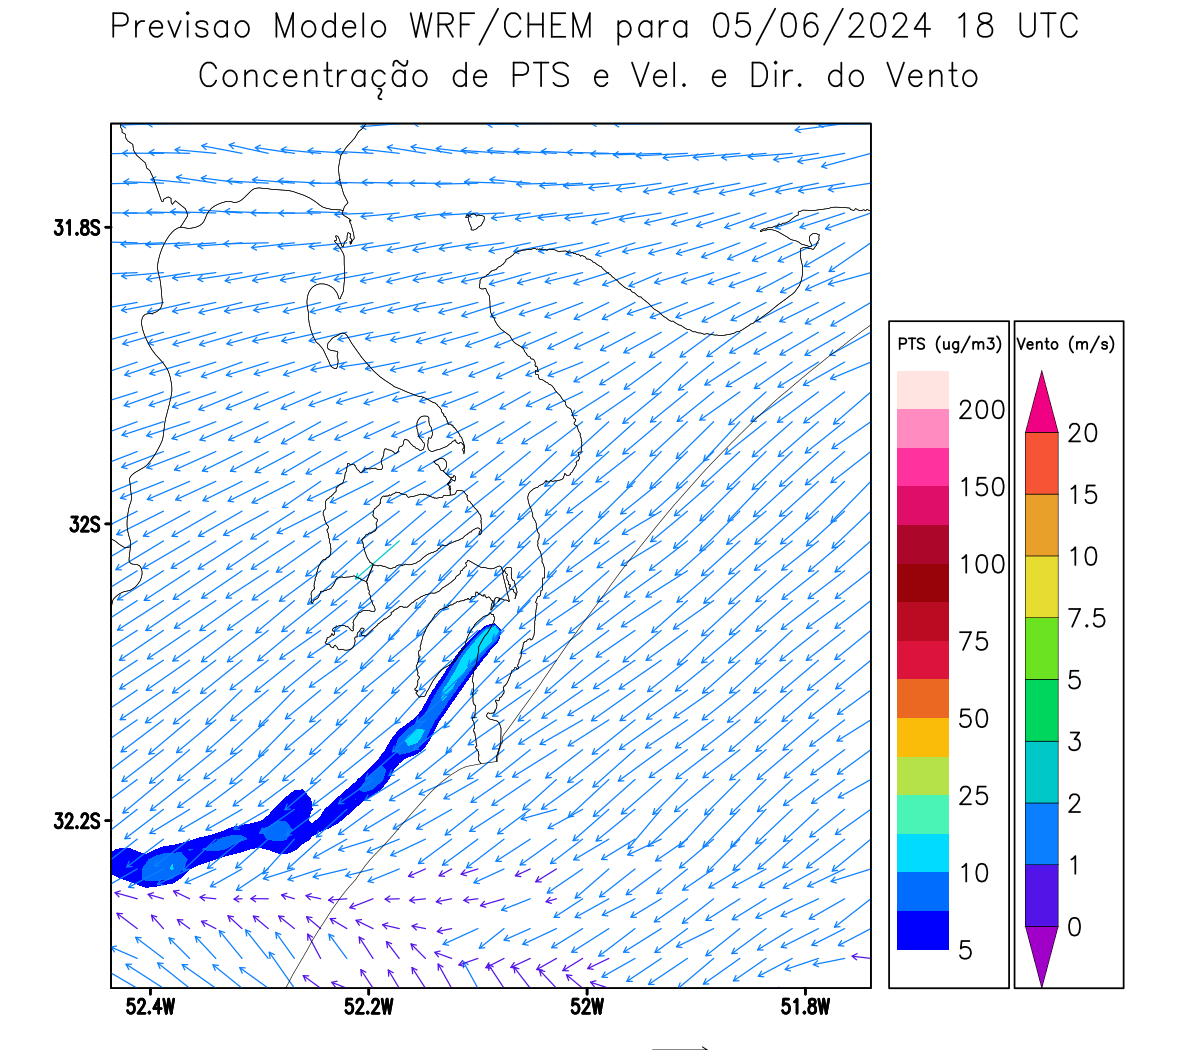 Previsao Modelo WRF/CHEM para 05/06/2024 18 UTC
Concentração de PTS e Vel. e Dir. do Vento
31.8S
32S
32.2S
52.4W
52.2W
52W
51.8W
PTS (ug/m3)
200
150
100
75
50
25
10
5
Vento (m/s)
20
15
10
7.5
5
3
2
1
0